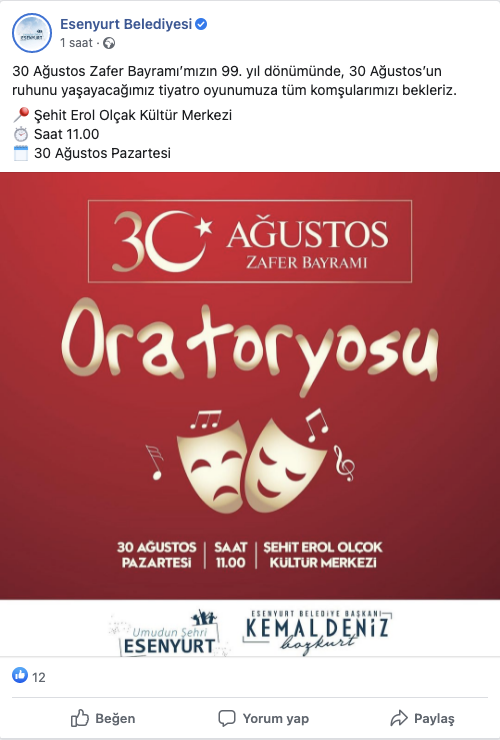 Esenyurt Belediyesi
1 saat ·
30 Ağustos Zafer Bayramı'mızın 99. yıl dönümünde, 30 Ağustos'un
ruhunu yaşayacağımız tiyatro oyunumuza tüm komşularımızı bekleriz.
Şehit Erol Olçak Kültür Merkezi
Saat 11.00
30 Ağustos Pazartesi
30 AĞUSTOS
ZAFER BAYRAMI
Oratoryosu
30 AĞUSTOS
PAZARTESİ
SAAT
11.00
ŞEHİT EROL OLÇOK
KÜLTÜR MERKEZİ
Umudun Şehri
ESENYURT
ESENYURT BELEDİYE BAŞKANI
KEMAL DENİZ
bozkurt
12
Beğen
Yorum yap
Paylaş